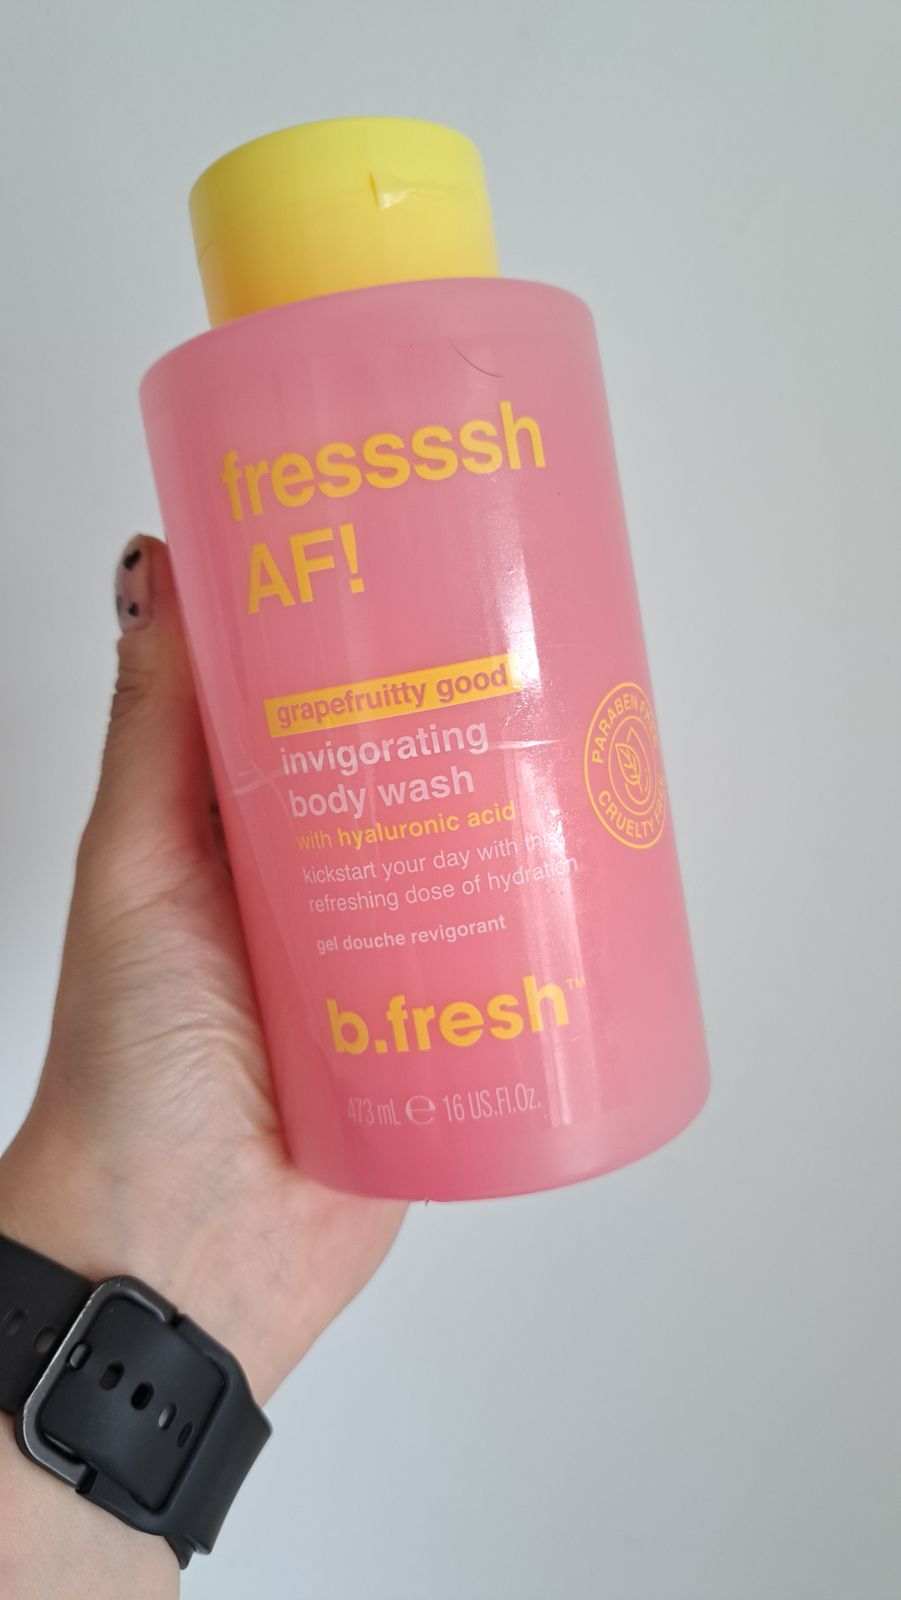 fressssh
AF!
grapefruitty good
invigorating
body wash
with hyaluronic acid
kickstart your day with this
refreshing dose of hydration
gel douche revigorant
b.fresh™
473 mL ℮ 16 US.Fl.Oz.
PARABEN FREE
CRUELTY FREE